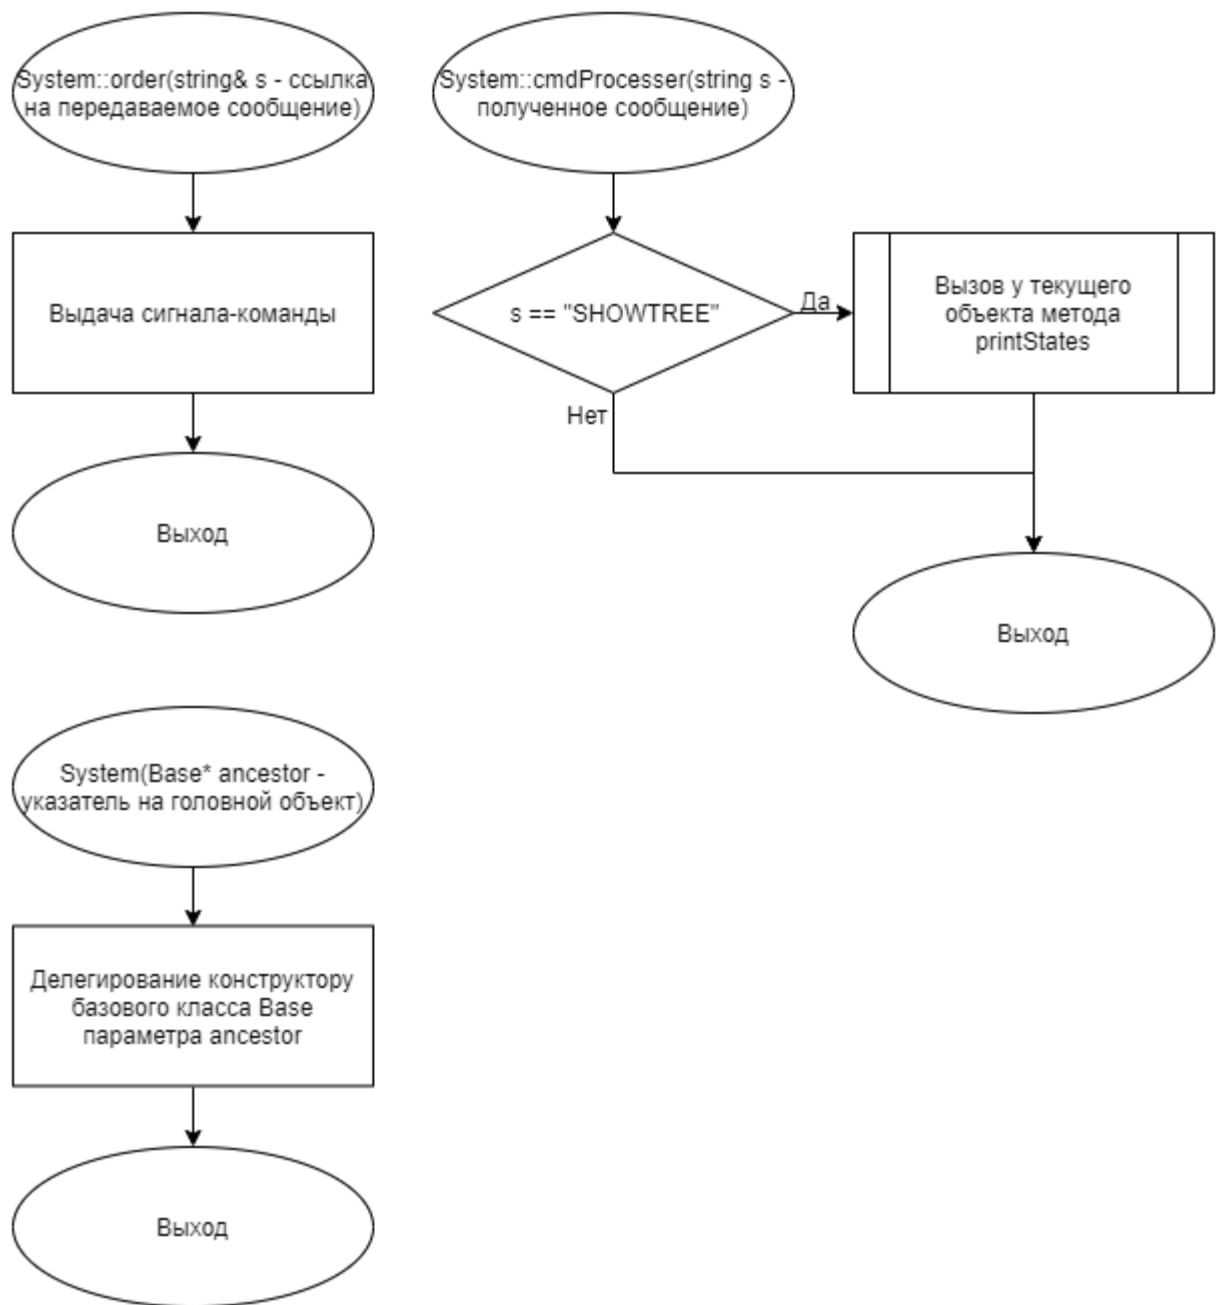 System::order(string& s - ссылка
на передаваемое сообщение)
Выдача сигнала-команды
Выход
System::cmdProcesser(string s -
полученное сообщение)
s == "SHOWTREE"
Да
Нет
Вызов у текущего
объекта метода
printStates
Выход
System(Base* ancestor -
указатель на головной объект)
Делегирование конструктору
базового класса Base
параметра ancestor
Выход